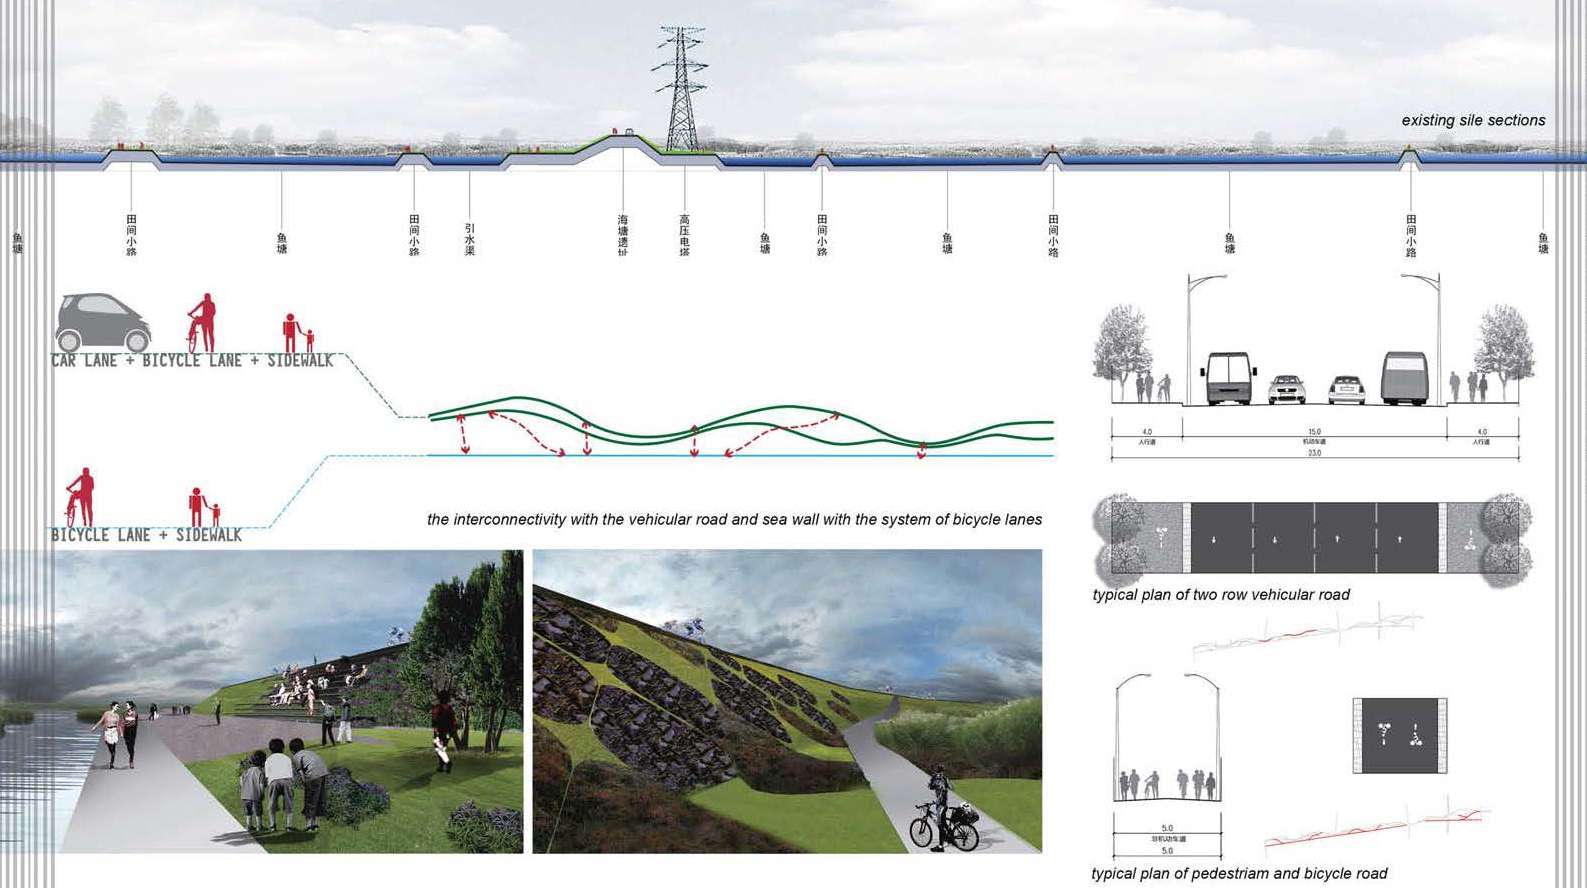 existing sile sections
鱼塘
田间小路
鱼塘
田间小路
引水渠
海塘遗址
高压电塔
鱼塘
田间小路
鱼塘
田间小路
鱼塘
田间小路
鱼塘
CAR LANE + BICYCLE LANE + SIDEWALK
BICYCLE LANE + SIDEWALK
the interconnectivity with the vehicular road and sea wall with the system of bicycle lanes
4.0 15.0 4.0
人行道 机动车道 人行道
23.0
typical plan of two row vehicular road
5.0
非机动车道
5.0
typical plan of pedestriam and bicycle road